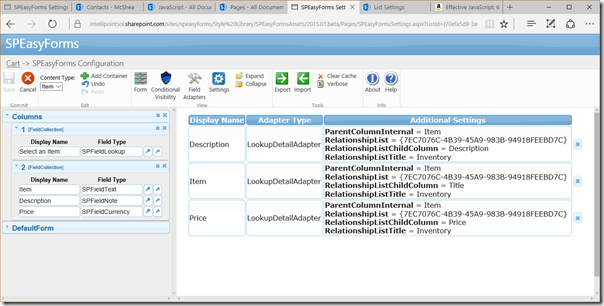 SPEasyForms Settings
Contacts - McShea
JavaScript - All Documen
Pages - All Documen
SPEasyForms Sett
List Settings
Effective JavaScript: 6
intellipointsol.sharepoint.com/sites/speasyforms/Style%20Library/SPEasyFormsAssets/2015.01.beta/Pages/SPEasyFormsSettings.aspx?ListId={70efa5d9-3a
SPEasyForms
Cart -> SPEasyForms Configuration
Save
Cancel
Content Type:
Item
Add Container
Undo
Redo
Form
Conditional Visibility
Field Adapters
Settings
Expand
Collapse
Export
Import
Clear Cache
Verbose
About
Help
Commit
Edit
View
Tools
Info
Columns
1 [FieldCollection]
Display Name Field Type
Select an Item: SPFieldLookup
2 [FieldCollection]
Display Name Field Type
Item SPFieldText
Description SPFieldNote
Price SPFieldCurrency
DefaultForm
Display Name Adapter Type Additional Settings
Description LookupDetailAdapter
ParentColumnInternal = Item
RelationshipList = {7EC7076C-4B39-45A9-983B-94918FEEBD7C}
RelationshipListChildColumn = Description
RelationshipListTitle = Inventory
Item LookupDetailAdapter
ParentColumnInternal = Item
RelationshipList = {7EC7076C-4B39-45A9-983B-94918FEEBD7C}
RelationshipListChildColumn = Title
RelationshipListTitle = Inventory
Price LookupDetailAdapter
ParentColumnInternal = Item
RelationshipList = {7EC7076C-4B39-45A9-983B-94918FEEBD7C}
RelationshipListChildColumn = Price
RelationshipListTitle = Inventory